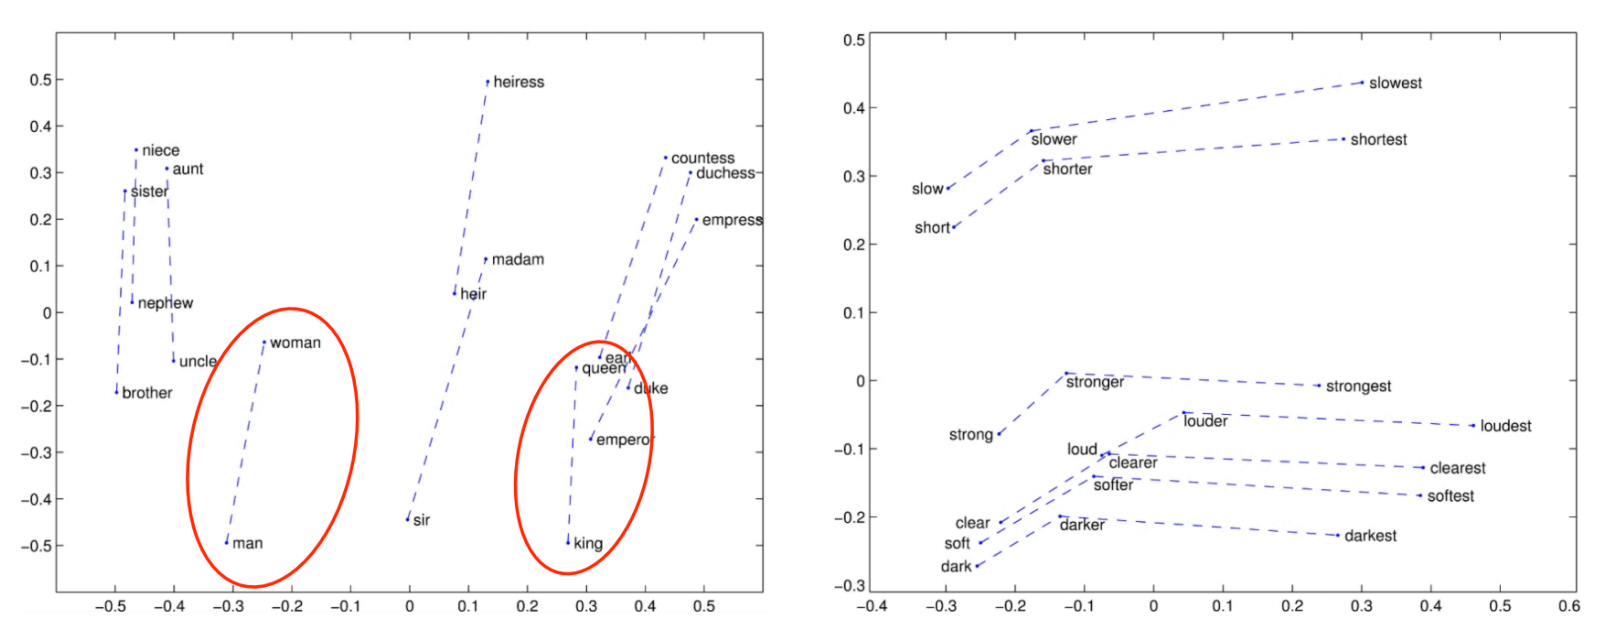 0.5
0.4
0.3
0.2
0.1
0
−0.1
−0.2
−0.3
−0.4
−0.5
−0.5
−0.4
−0.3
−0.2
−0.1
0
0.1
0.2
0.3
0.4
0.5
heiress
niece
aunt
sister
countess
duchess
empress
madam
heir
nephew
woman
uncle
earl
queen
duke
brother
emperor
sir
man
king
0.5
0.4
0.3
0.2
0.1
0
−0.1
−0.2
−0.3
−0.4
−0.3
−0.2
−0.1
0
0.1
0.2
0.3
0.4
0.5
0.6
slowest
slower
shortest
shorter
slow
short
stronger
strongest
louder
loudest
strong
loud
clearer
clearest
softer
softest
clear
darker
darkest
soft
dark